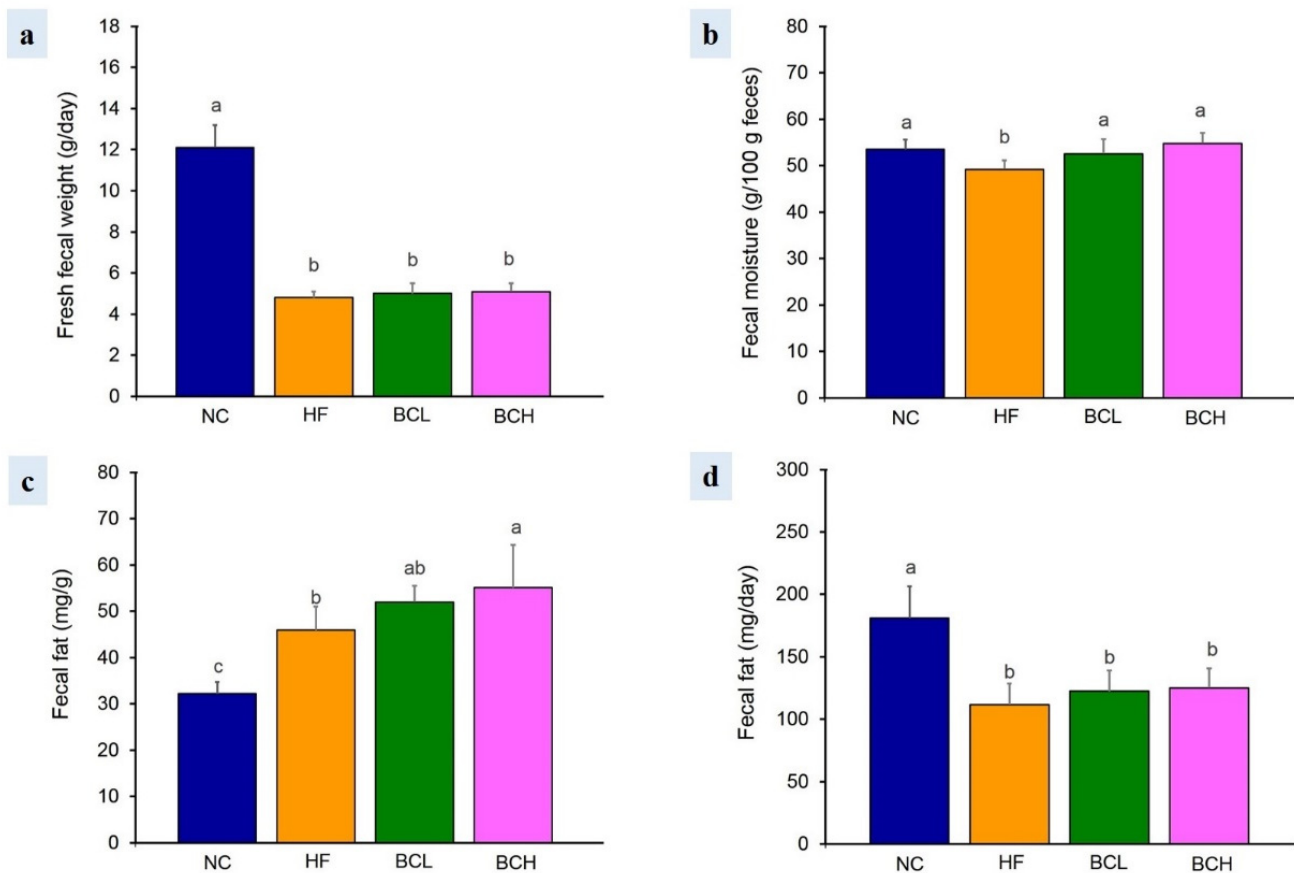 a
Fresh fecal weight (g/day)
18
16
14
12
10
8
6
4
2
0
a
b
b
b
NC HF BCL BCH
b
Fecal moisture (g/100 g feces)
80
70
60
50
40
30
20
10
0
a
b
a
a
NC HF BCL BCH
c
Fecal fat (mg/g)
80
70
60
50
40
30
20
10
0
c
b
ab
a
NC HF BCL BCH
d
Fecal fat (mg/day)
300
250
200
150
100
50
0
a
b
b
b
NC HF BCL BCH